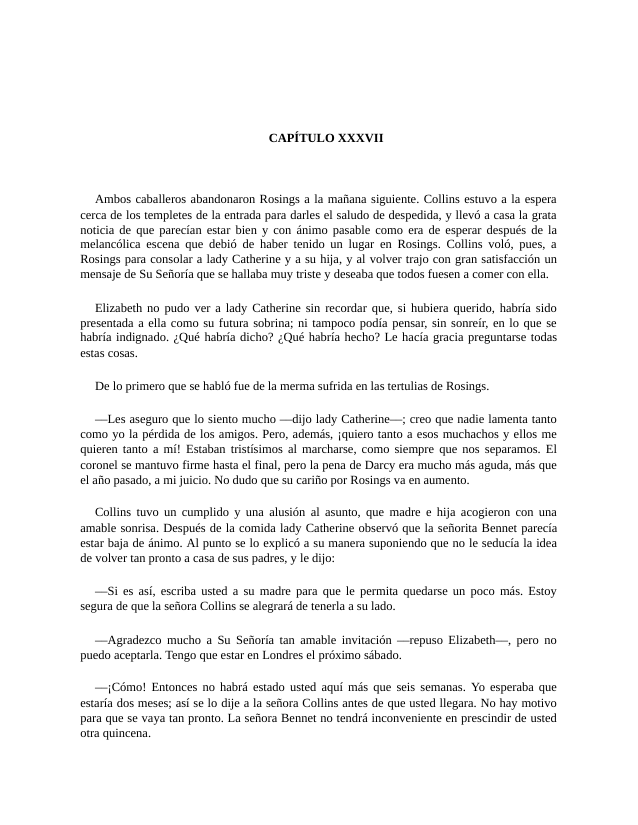 CAPÍTULO XXXVII
Ambos caballeros abandonaron Rosings a la mañana siguiente. Collins estuvo a la espera
cerca de los templetes de la entrada para darles el saludo de despedida, y llevó a casa la grata
noticia de que parecían estar bien y con ánimo pasable como era de esperar después de la
melancólica escena que debió de haber tenido un lugar en Rosings. Collins voló, pues, a
Rosings para consolar a lady Catherine y a su hija, y al volver trajo con gran satisfacción un
mensaje de Su Señoría que se hallaba muy triste y deseaba que todos fuesen a comer con ella.
Elizabeth no pudo ver a lady Catherine sin recordar que, si hubiera querido, habría sido
presentada a ella como su futura sobrina; ni tampoco podía pensar, sin sonreír, en lo que se
habría indignado. ¿Qué habría dicho? ¿Qué habría hecho? Le hacía gracia preguntarse todas
estas cosas.
De lo primero que se habló fue de la merma sufrida en las tertulias de Rosings.
—Les aseguro que lo siento mucho —dijo lady Catherine—; creo que nadie lamenta tanto
como yo la pérdida de los amigos. Pero, además, ¡quiero tanto a esos muchachos y ellos me
quieren tanto a mí! Estaban tristísimos al marcharse, como siempre que nos separamos. El
coronel se mantuvo firme hasta el final, pero la pena de Darcy era mucho más aguda, más que
el año pasado, a mi juicio. No dudo que su cariño por Rosings va en aumento.
Collins tuvo un cumplido y una alusión al asunto, que madre e hija acogieron con una
amable sonrisa. Después de la comida lady Catherine observó que la señorita Bennet parecía
estar baja de ánimo. Al punto se lo explicó a su manera suponiendo que no le seducía la idea
de volver tan pronto a casa de sus padres, y le dijo:
—Si es así, escriba usted a su madre para que le permita quedarse un poco más. Estoy
segura de que la señora Collins se alegrará de tenerla a su lado.
—Agradezco mucho a Su Señoría tan amable invitación —repuso Elizabeth—, pero no
puedo aceptarla. Tengo que estar en Londres el próximo sábado.
—¡Cómo! Entonces no habrá estado usted aquí más que seis semanas. Yo esperaba que
estaría dos meses; así se lo dije a la señora Collins antes de que usted llegara. No hay motivo
para que se vaya tan pronto. La señora Bennet no tendrá inconveniente en prescindir de usted
otra quincena.